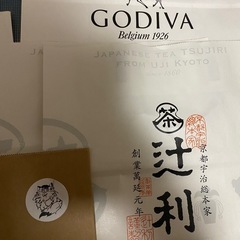 GODIVA
Belgium 1926
JAPANESE TEA TSUJIRI
FROM UJI KYOTO
茶
京都宇治総本家
辻利
創業萬延元年